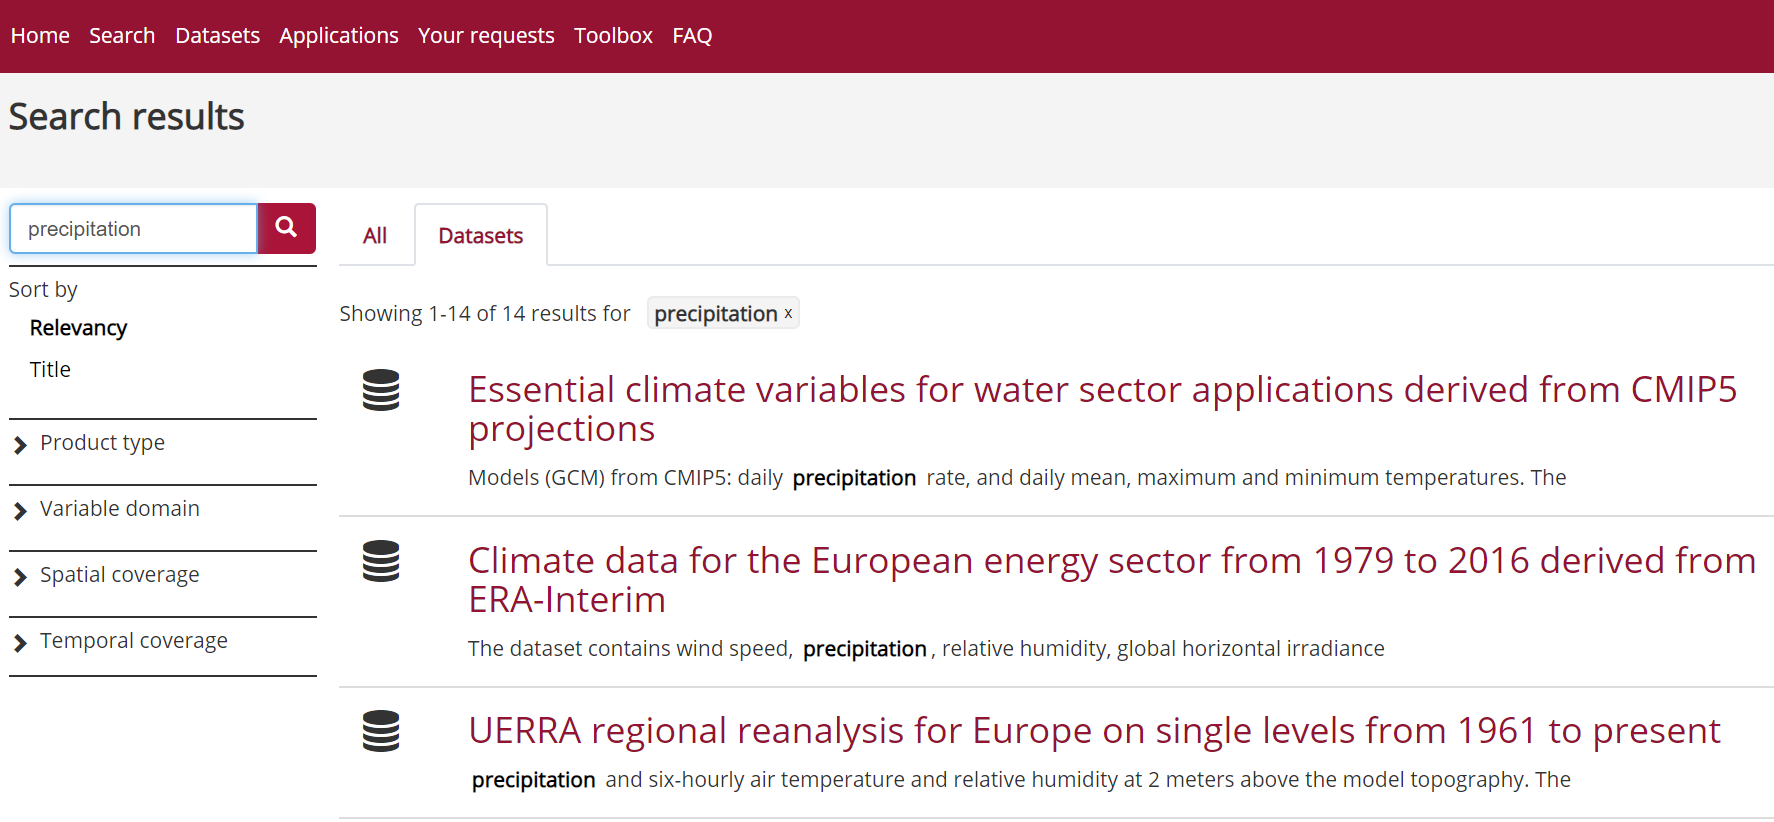 Home Search Datasets Applications Your requests Toolbox FAQ
Search results
precipitation
Sort by
Relevancy
Title
Product type
Variable domain
Spatial coverage
Temporal coverage
All Datasets
Showing 1-14 of 14 results for precipitation x
Essential climate variables for water sector applications derived from CMIP5
projections
Models (GCM) from CMIP5: daily precipitation rate, and daily mean, maximum and minimum temperatures. The
Climate data for the European energy sector from 1979 to 2016 derived from
ERA-Interim
The dataset contains wind speed, precipitation, relative humidity, global horizontal irradiance
UERRA regional reanalysis for Europe on single levels from 1961 to present
precipitation and six-hourly air temperature and relative humidity at 2 meters above the model topography. The